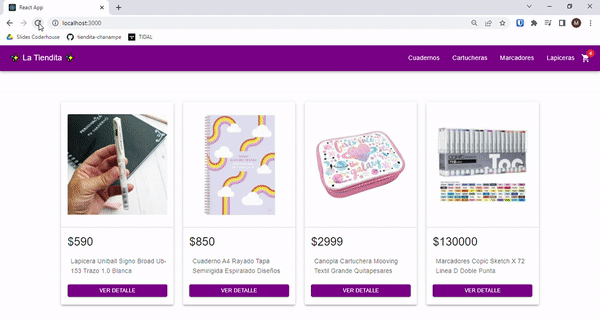 React App
localhost:3000
Slides Coderhouse
tiendita-chanampe
TIDAL
M
La Tiendita
Cuadernos
Cartucheras
Marcadores
Lapiceras
4
$590
Lapicera Uniball Signo Broad Ub-
153 Trazo 1.0 Blanca
VER DETALLE
$850
Cuaderno A4 Rayado Tapa
Semirigida Espiralado Diseños
VER DETALLE
$2999
Canopla Cartuchera Mooving
Textil Grande Quitapesares
VER DETALLE
$130000
Marcadores Copic Sketch X 72
Linea D Doble Punta
VER DETALLE